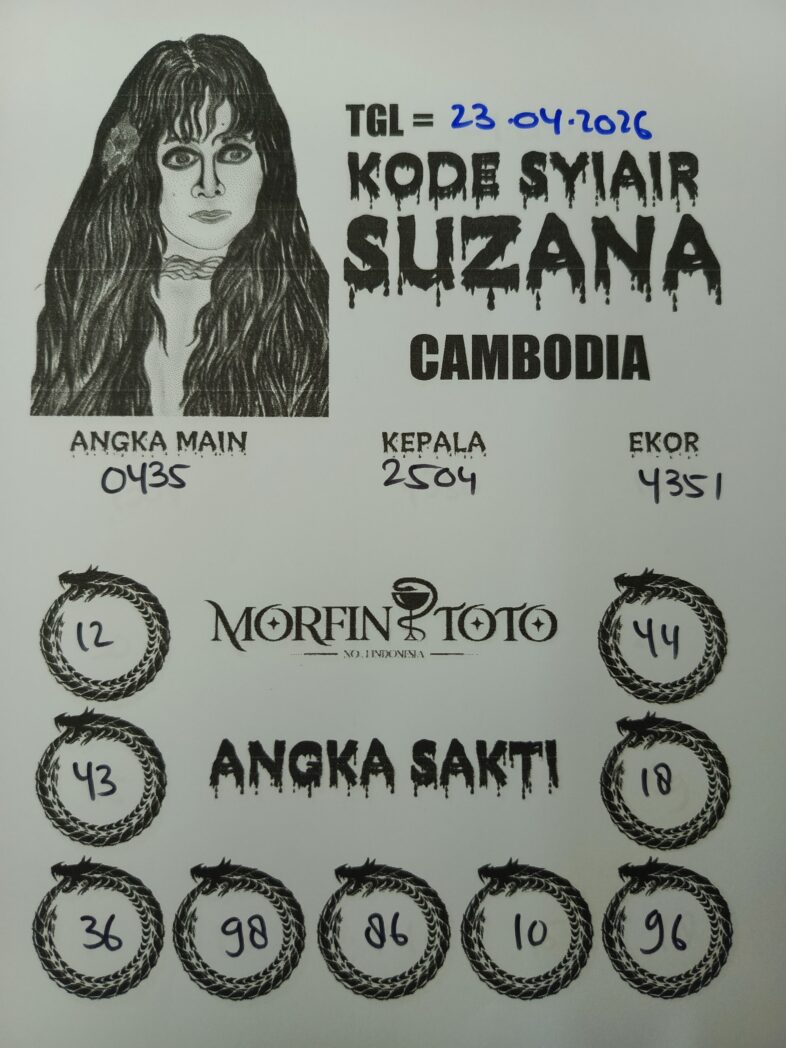 TGL = 23.04.2026
KODE SYIAIR
SUZANA
CAMBODIA
ANGKA MAIN KEPALA EKOR
0435 2504 4351
12 MORFIN TOTO 44
NO.1 INDONESIA
43 ANGKA SAKTI 18
36 98 86 10 96